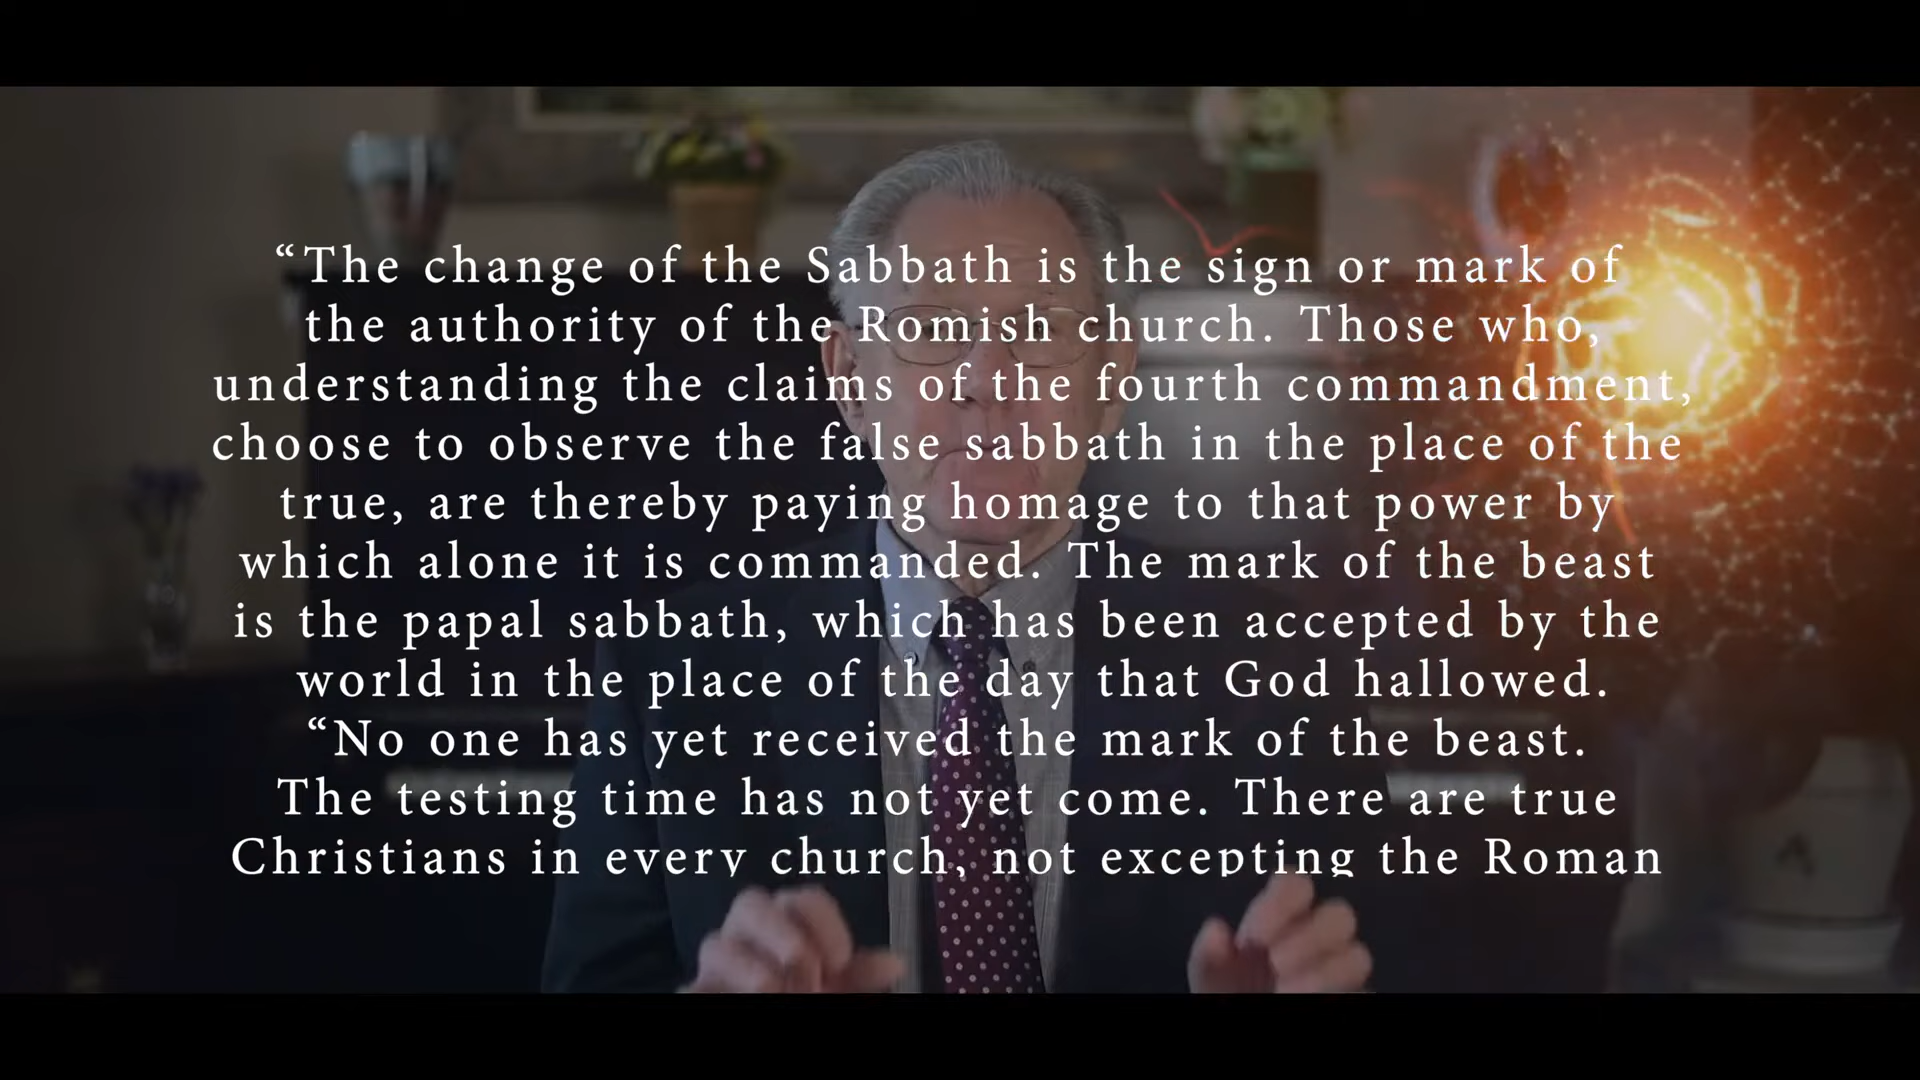 “The change of the Sabbath is the sign or mark of
the authority of the Romish church. Those who,
understanding the claims of the fourth commandment,
choose to observe the false sabbath in the place of the
true, are thereby paying homage to that power by
which alone it is commanded. The mark of the beast
is the papal sabbath, which has been accepted by the
world in the place of the day that God hallowed.
“No one has yet received the mark of the beast.
The testing time has not yet come. There are true
Christians in every church, not excepting the Roman